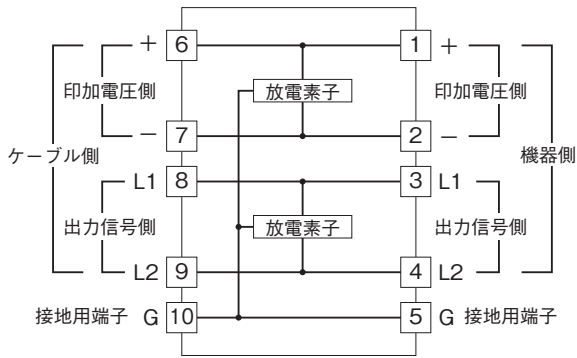 + 6 1 +
印加電圧側 放電素子 印加電圧側
− 7 2 −
ケーブル側 機器側
L1 8 3 L1
出力信号側 放電素子 出力信号側
L2 9 4 L2
接地用端子 G 10 5 G 接地用端子